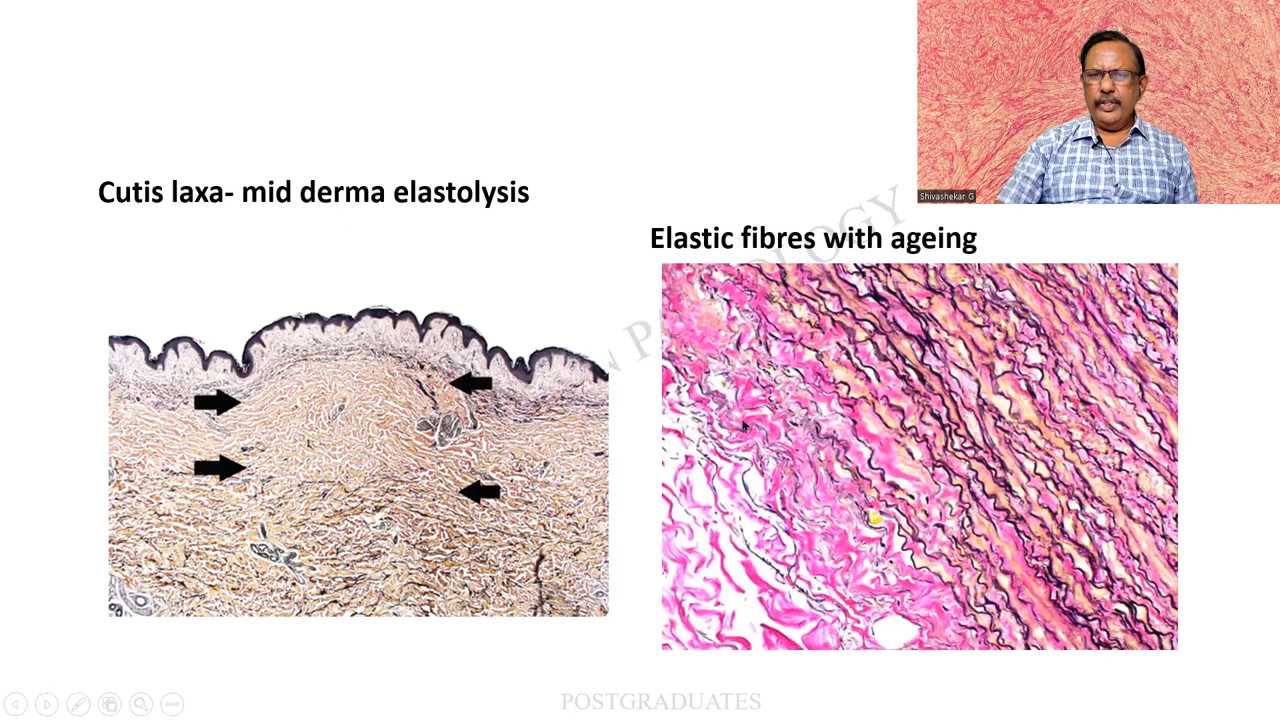 Shivashekar G
Cutis laxa- mid derma elastolysis
Elastic fibres with ageing
POSTGRADUATES